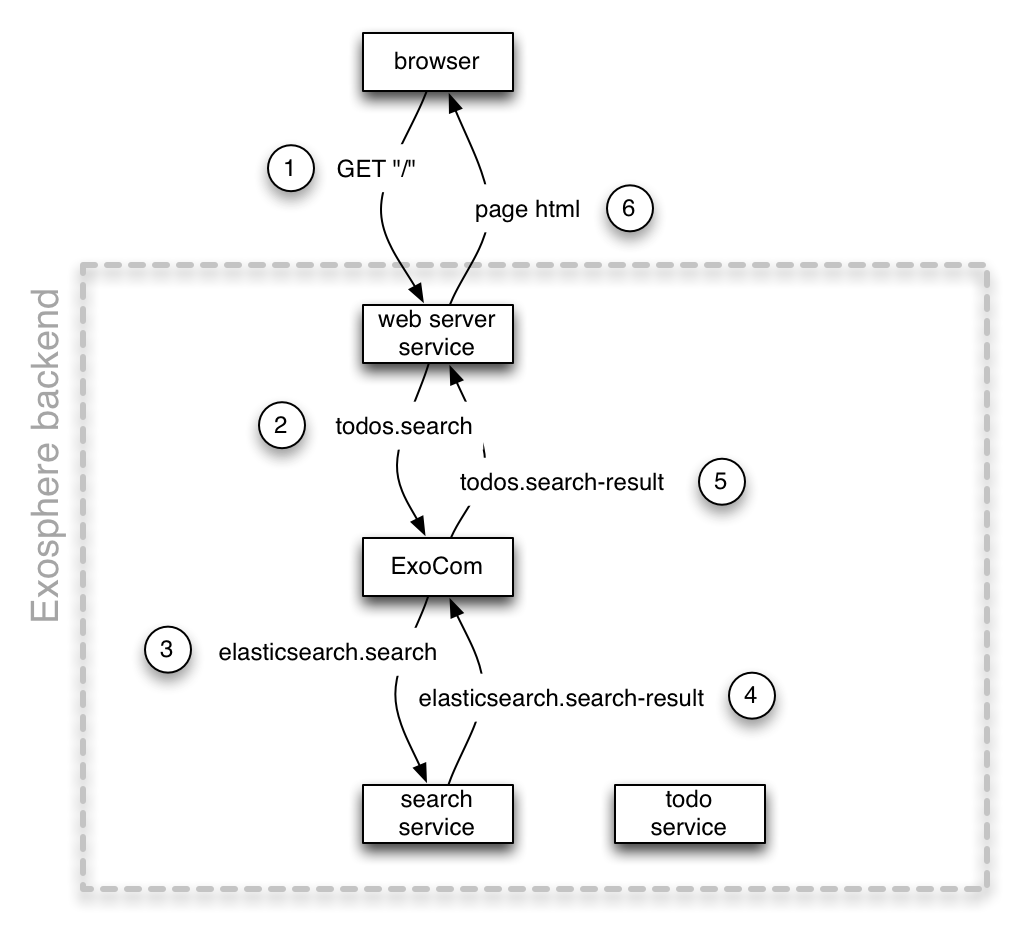 browser
1
GET "/"
page html
6
Exosphere backend
web server
service
2
todos.search
todos.search-result
5
ExoCom
3
elasticsearch.search
elasticsearch.search-result
4
search
service
todo
service